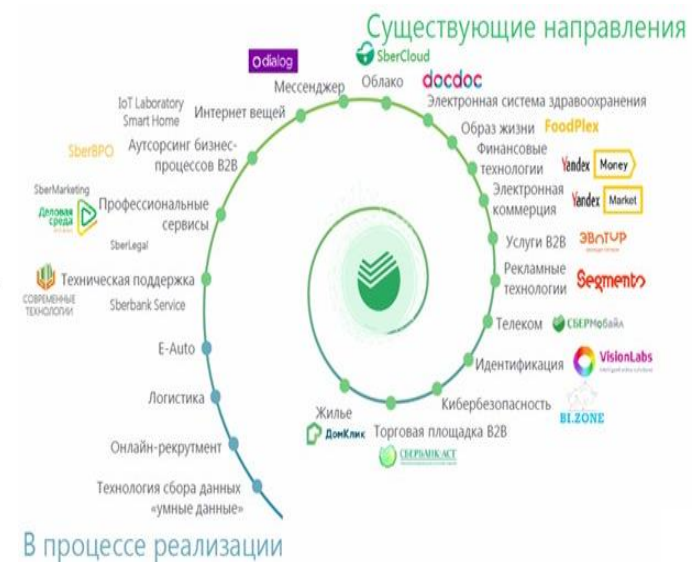 Существующие направления
dialog
SberCloud
Мессенджер
Облако
docdoc
IoT Laboratory
Smart Home
Интернет вещей
Электронная система здравоохранения
SberBPO
Аутсорсинг бизнес-
процессов B2B
Образ жизни
FoodPlex
Финансовые
технологии
Yandex Money
SberMarketing
Деловая
среда
Профессиональные
сервисы
SberLegal
Электронная
коммерция
Yandex Market
Услуги B2B
ЭВОТОР
Рекламные
технологии
Segmento
Техническая поддержка
СОВРЕМЕННЫЕ
ТЕХНОЛОГИИ
Sberbank Service
Телеком
СБЕРМобайл
E-Auto
Идентификация
VisionLabs
Логистика
Кибербезопасность
BI.ZONE
Жилье
ДомКлик
Торговая площадка B2B
СБЕРБАНК-АСТ
Онлайн-рекрутмент
Технология сбора данных
«умные данные»
В процессе реализации